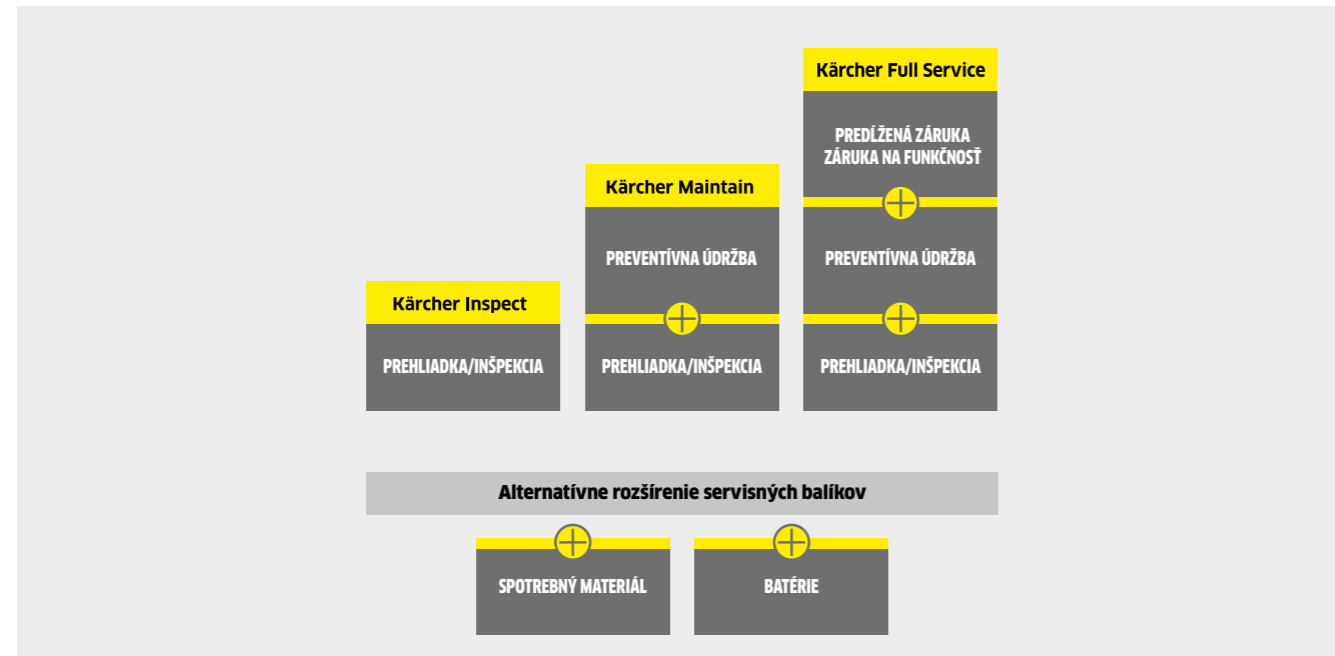 Kärcher Full Service
PREDĹŽENÁ ZÁRUKA
ZÁRUKA NA FUNKČNOSŤ
PREVENTÍVNA ÚDRŽBA
PREHLIADKA/INŠPEKCIA
Kärcher Maintain
PREVENTÍVNA ÚDRŽBA
PREHLIADKA/INŠPEKCIA
Kärcher Inspect
PREHLIADKA/INŠPEKCIA
Alternatívne rozšírenie servisných balíkov
SPOTREBNÝ MATERIÁL
BATÉRIE